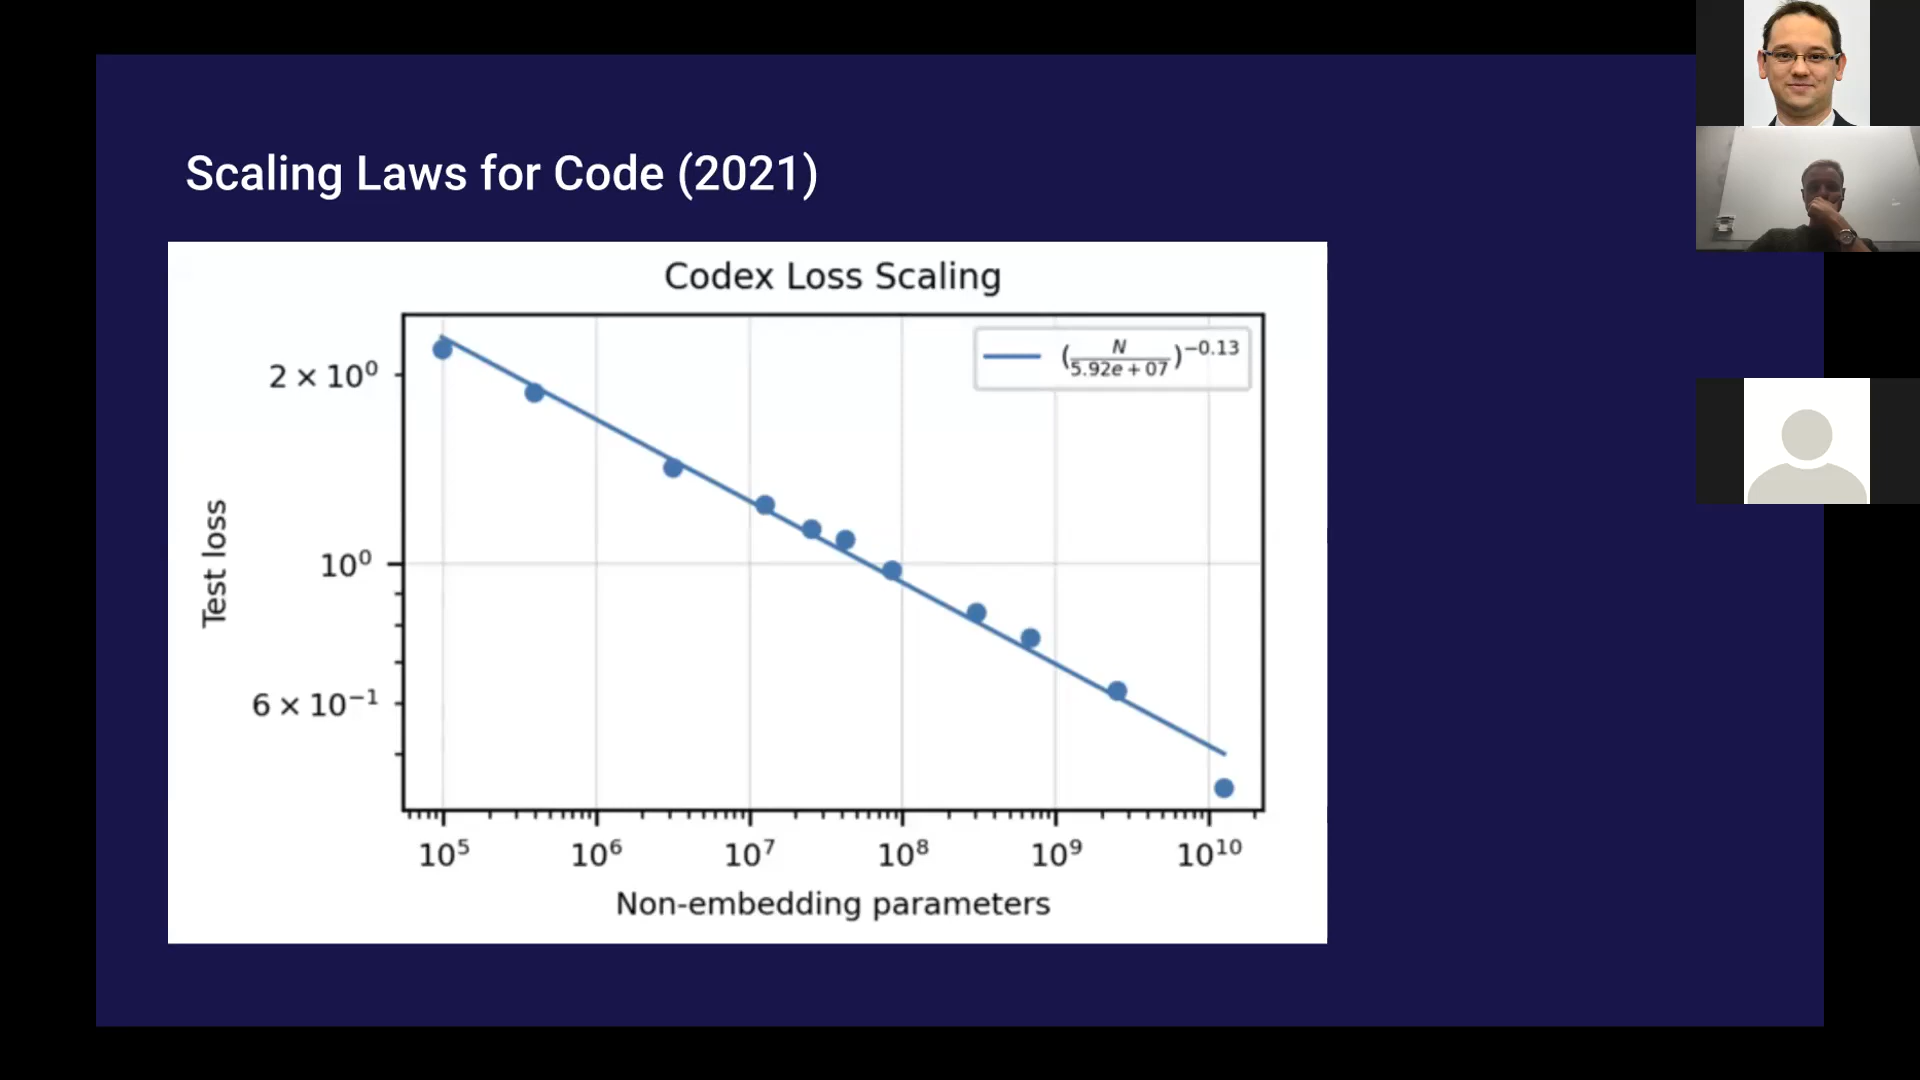 Scaling Laws for Code (2021)
Codex Loss Scaling
(N/5.92e + 07)^−0.13
2 × 10⁰
10⁰
6 × 10⁻¹
Test loss
10⁵ 10⁶ 10⁷ 10⁸ 10⁹ 10¹⁰
Non-embedding parameters